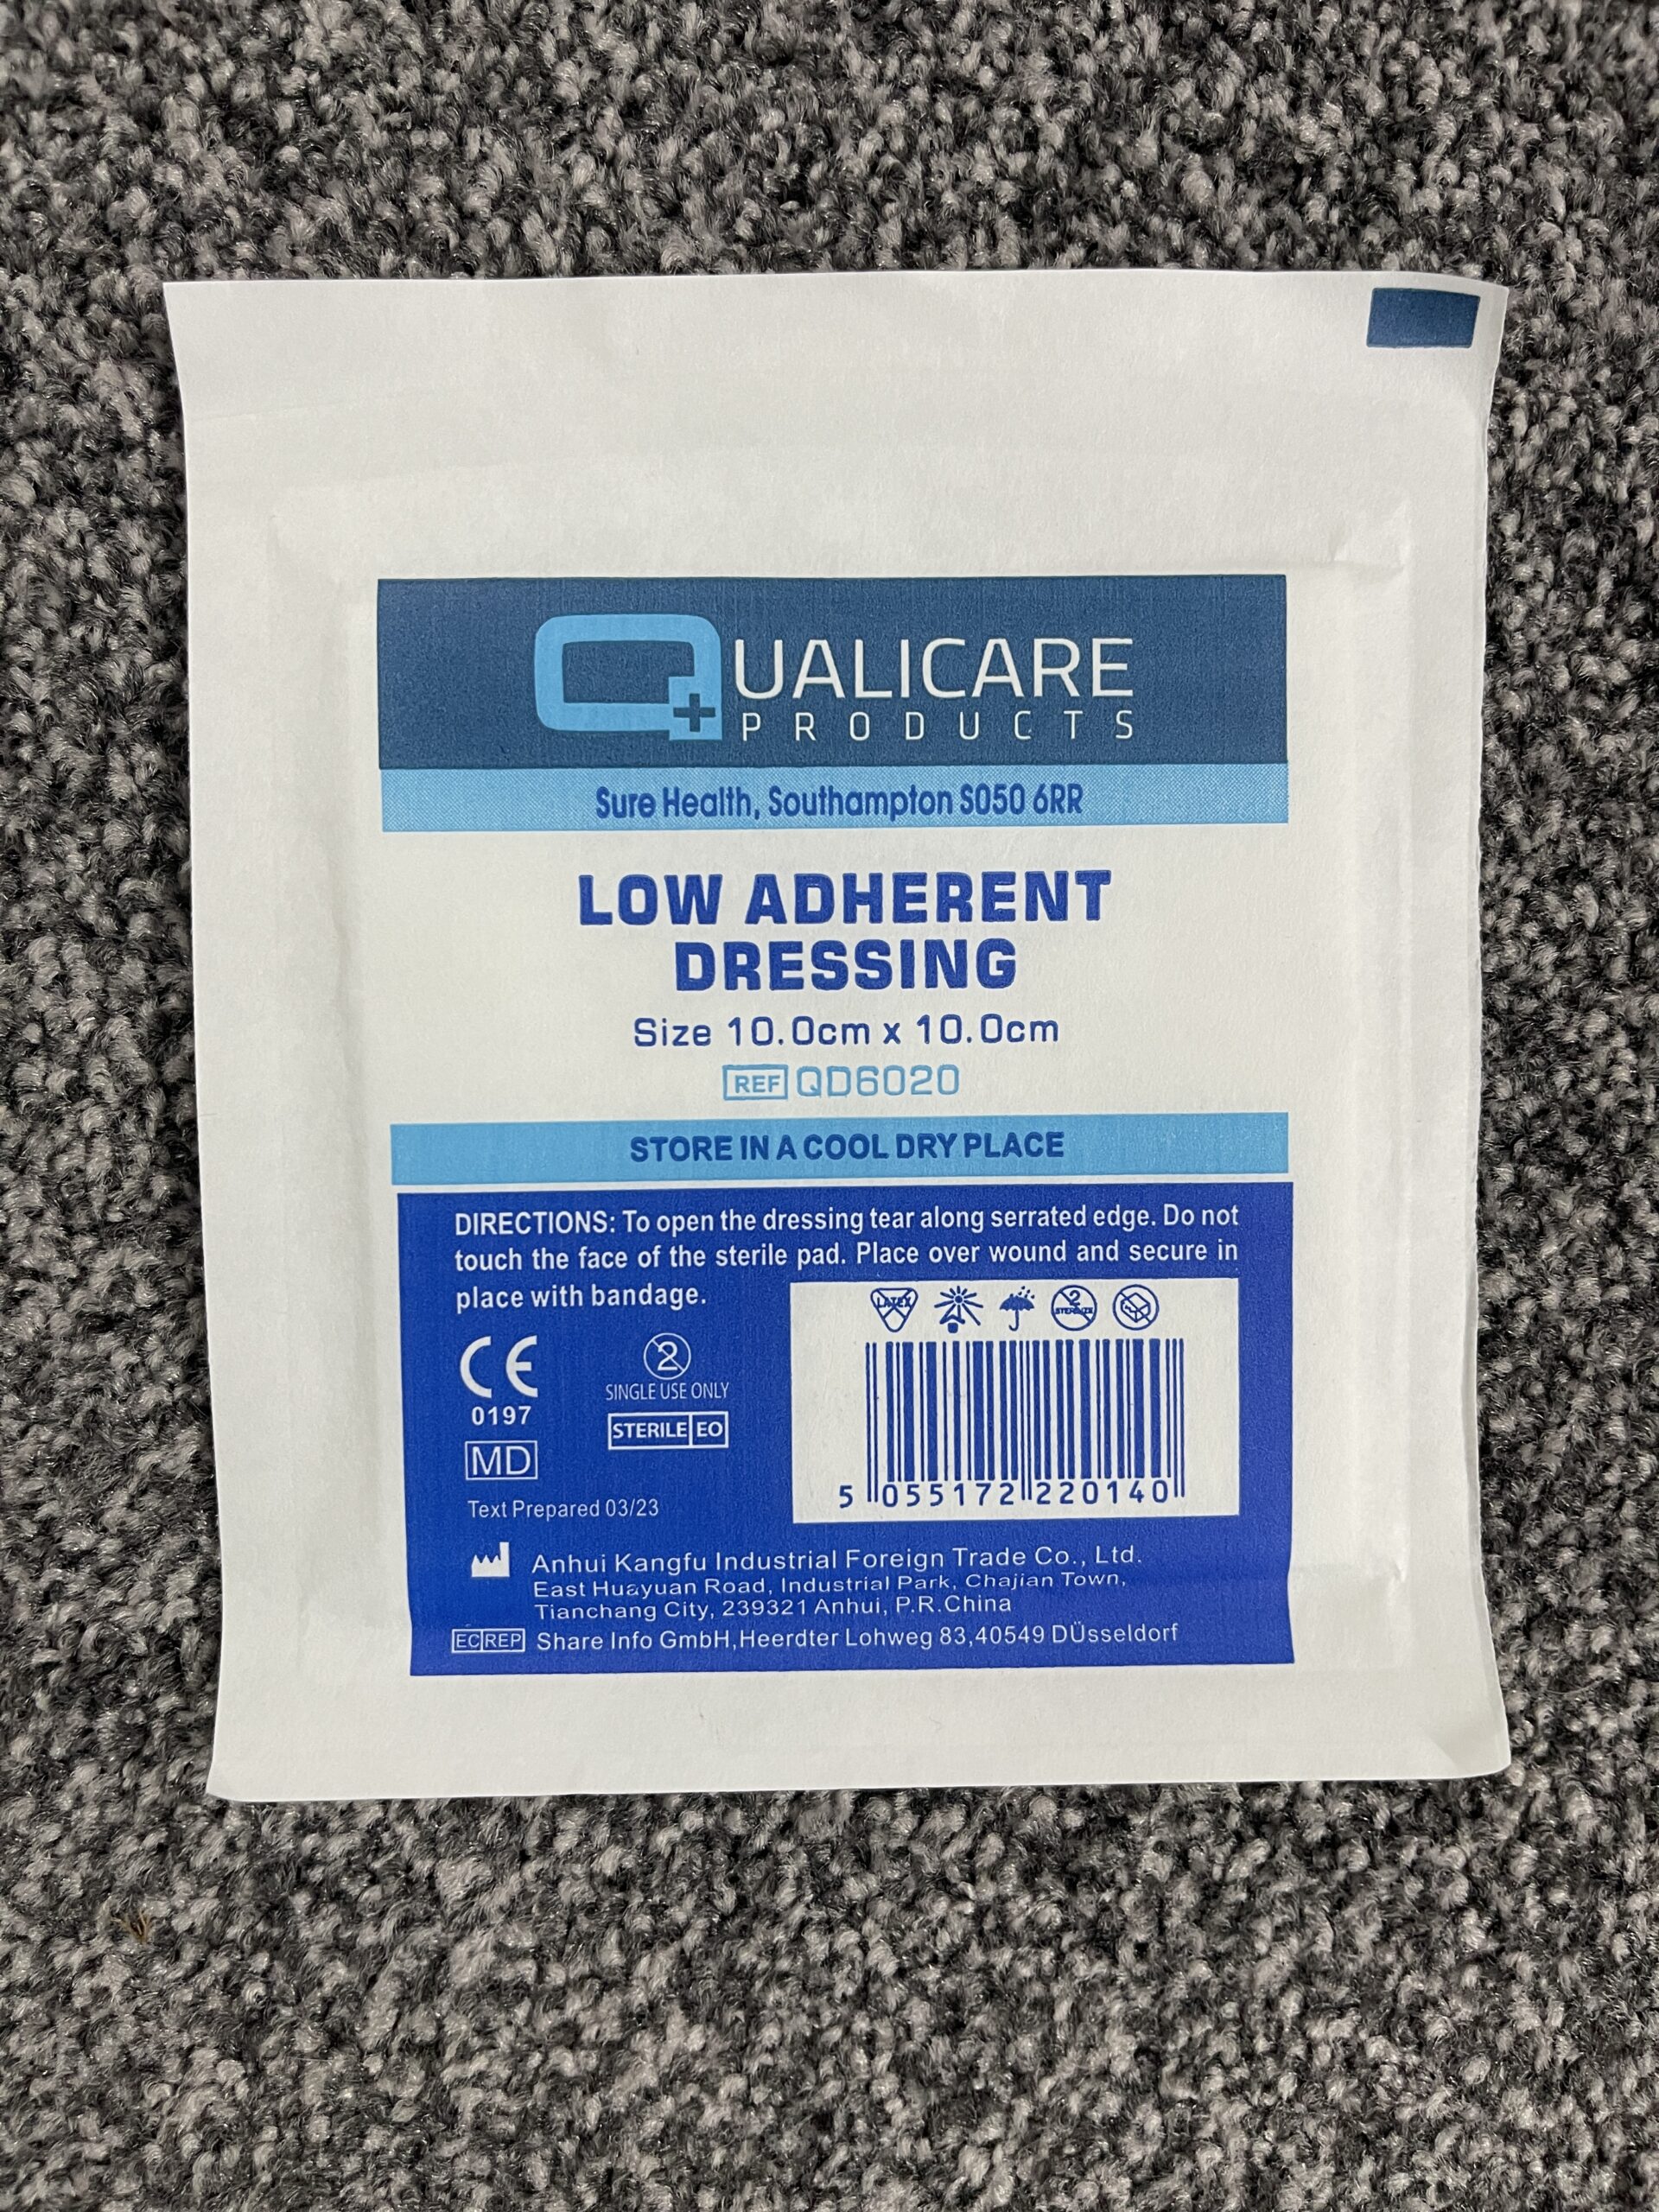 QUALICARE
PRODUCTS
Sure Health, Southampton SO50 6RR
LOW ADHERENT
DRESSING
Size 10.0cm x 10.0cm
REF QD6020
STORE IN A COOL DRY PLACE
DIRECTIONS: To open the dressing tear along serrated edge. Do not
touch the face of the sterile pad. Place over wound and secure in
place with bandage.
LATEX
2
STERILIZE
CE
0197
MD
2
SINGLE USE ONLY
STERILE EO
Text Prepared 03/23
5 055172 220140
Anhui Kangfu Industrial Foreign Trade Co., Ltd.
East Huayuan Road, Industrial Park, Chajian Town,
Tianchang City, 239321 Anhui, P.R.China
EC REP Share Info GmbH,Heerdter Lohweg 83,40549 DÜsseldorf